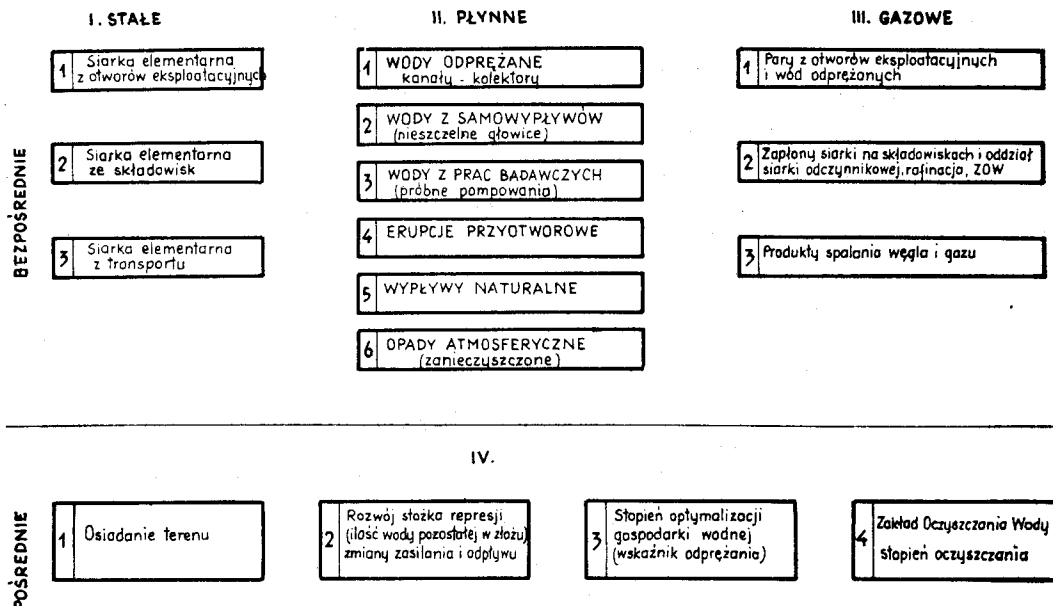 I. STAŁE
II. PŁYNNE
III. GAZOWE
BEZPOŚREDNIE
1 Siarka elementarna
z otworów eksploatacyjnych
2 Siarka elementarna
ze składowisk
3 Siarka elementarna
z transportu
1 WODY ODPRĘŻANE
kanały - kolektory
2 WODY Z SAMOWYPŁYWÓW
(nieszczelne głowice)
3 WODY Z PRAC BADAWCZYCH
(próbne pompowania)
4 ERUPCJE PRZYOTWOROWE
5 WYPŁYWY NATURALNE
6 OPADY ATMOSFERYCZNE
(zanieczyszczone)
1 Pary z otworów eksploatacyjnych
i wód odprężanych
2 Zapłony siarki na składowiskach i oddział
siarki odczynnikowej, rafinacja, ZOW
3 Produkty spalania węgla i gazu
IV.
POŚREDNIE
1 Osiadanie terenu
2 Rozwój stożka represji
(ilość wody pozostałej w złożu)
zmiany zasilania i odpływu
3 Stopień optymalizacji
gospodarki wodnej
(wskaźnik odprężania)
4 Zakład Oczyszczania Wody
stopień oczyszczania